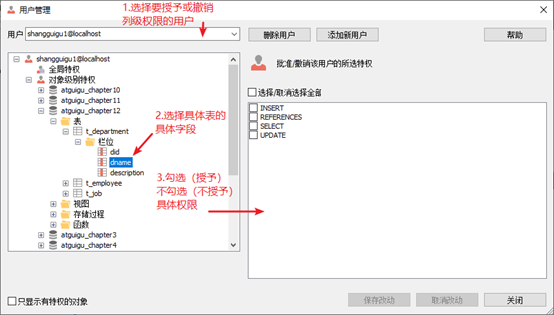 用户管理
1.选择要授予或撤销
列级权限的用户
用户 shangguigu1@localhost
删除用户
添加新用户
帮助
shangguigu1@localhost
全局特权
对象级别特权
atguigu_chapter10
atguigu_chapter11
atguigu_chapter12
表
t_department
栏位
did
dname
description
t_employee
t_job
视图
存储过程
函数
atguigu_chapter3
atguigu_chapter4
2.选择具体表的
具体字段
3.勾选（授予）
不勾选（不授予）
具体权限
批准/撤销该用户的所选特权
选择/取消选择全部
INSERT
REFERENCES
SELECT
UPDATE
只显示有特权的对象
保存改动
取消改动
关闭